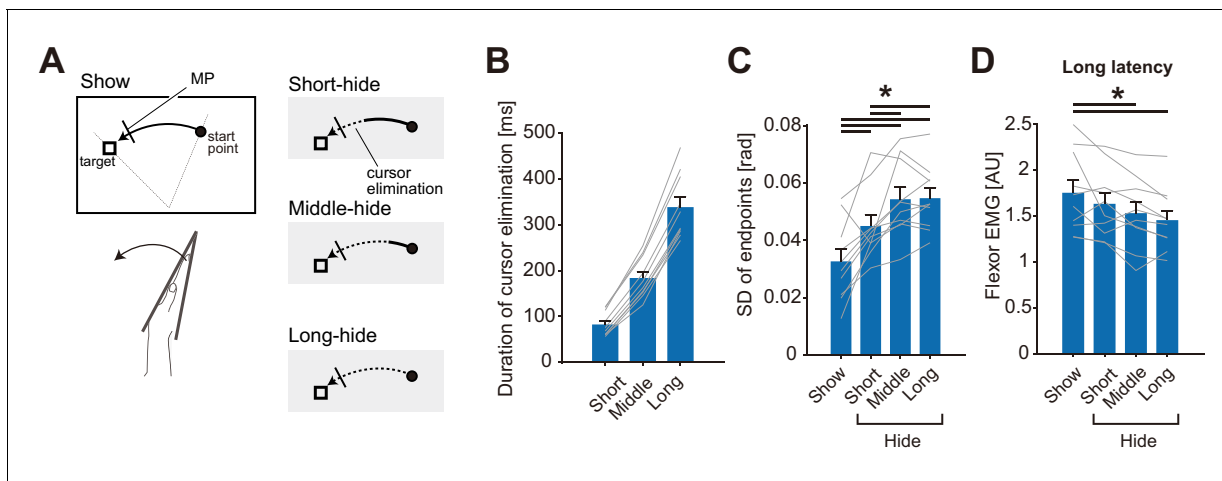 A
Show
MP
start
point
target
Short-hide
cursor
elimination
Middle-hide
Long-hide
B
Duration of cursor elimination [ms]
500
400
300
200
100
0
Short
Middle
Long
C
*
SD of endpoints [rad]
0.08
0.06
0.04
0.02
0
Show
Short
Middle
Long
Hide
D
Long latency
*
Flexor EMG [AU]
2.5
2
1.5
1
0.5
0
Show
Short
Middle
Long
Hide